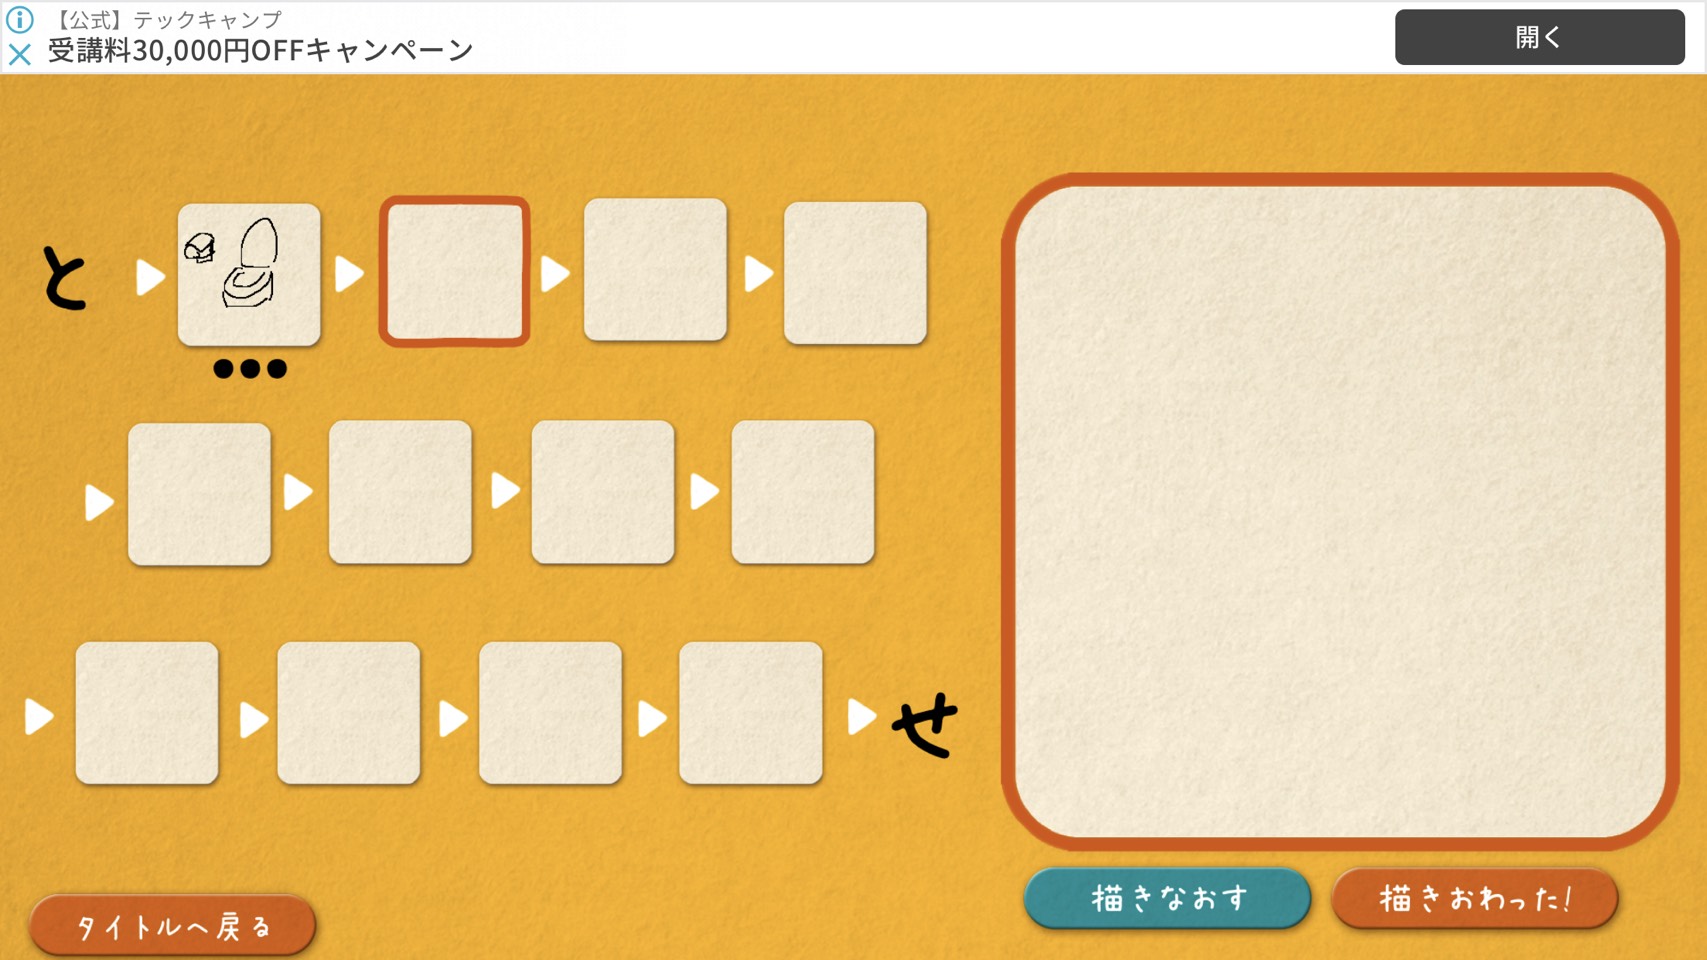 【公式】テックキャンプ
受講料30,000円OFFキャンペーン
開く
と
せ
描きなおす
描きおわった!
タイトルへ戻る